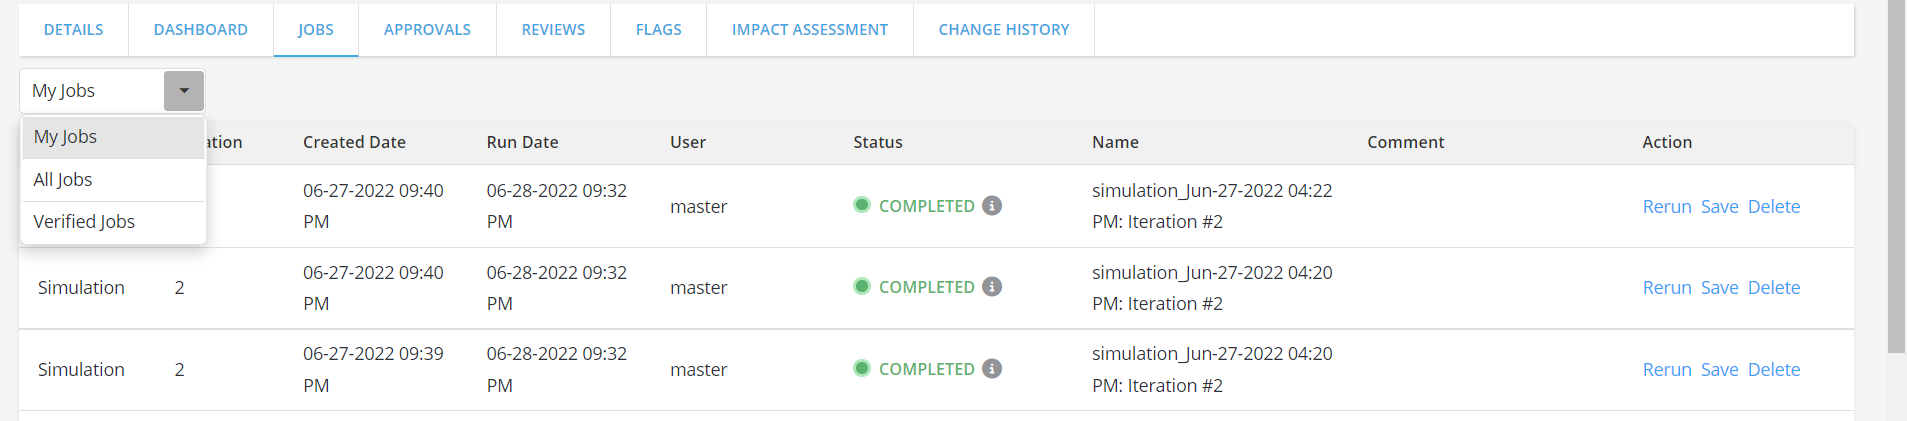 DETAILS DASHBOARD JOBS APPROVALS REVIEWS FLAGS IMPACT ASSESSMENT CHANGE HISTORY
My Jobs
My Jobs
All Jobs
Verified Jobs
ation Created Date Run Date User Status Name Comment Action
06-27-2022 09:40 PM 06-28-2022 09:32 PM master COMPLETED simulation_Jun-27-2022 04:22 PM: Iteration #2 Rerun Save Delete
Simulation 2 06-27-2022 09:40 PM 06-28-2022 09:32 PM master COMPLETED simulation_Jun-27-2022 04:20 PM: Iteration #2 Rerun Save Delete
Simulation 2 06-27-2022 09:39 PM 06-28-2022 09:32 PM master COMPLETED simulation_Jun-27-2022 04:20 PM: Iteration #2 Rerun Save Delete